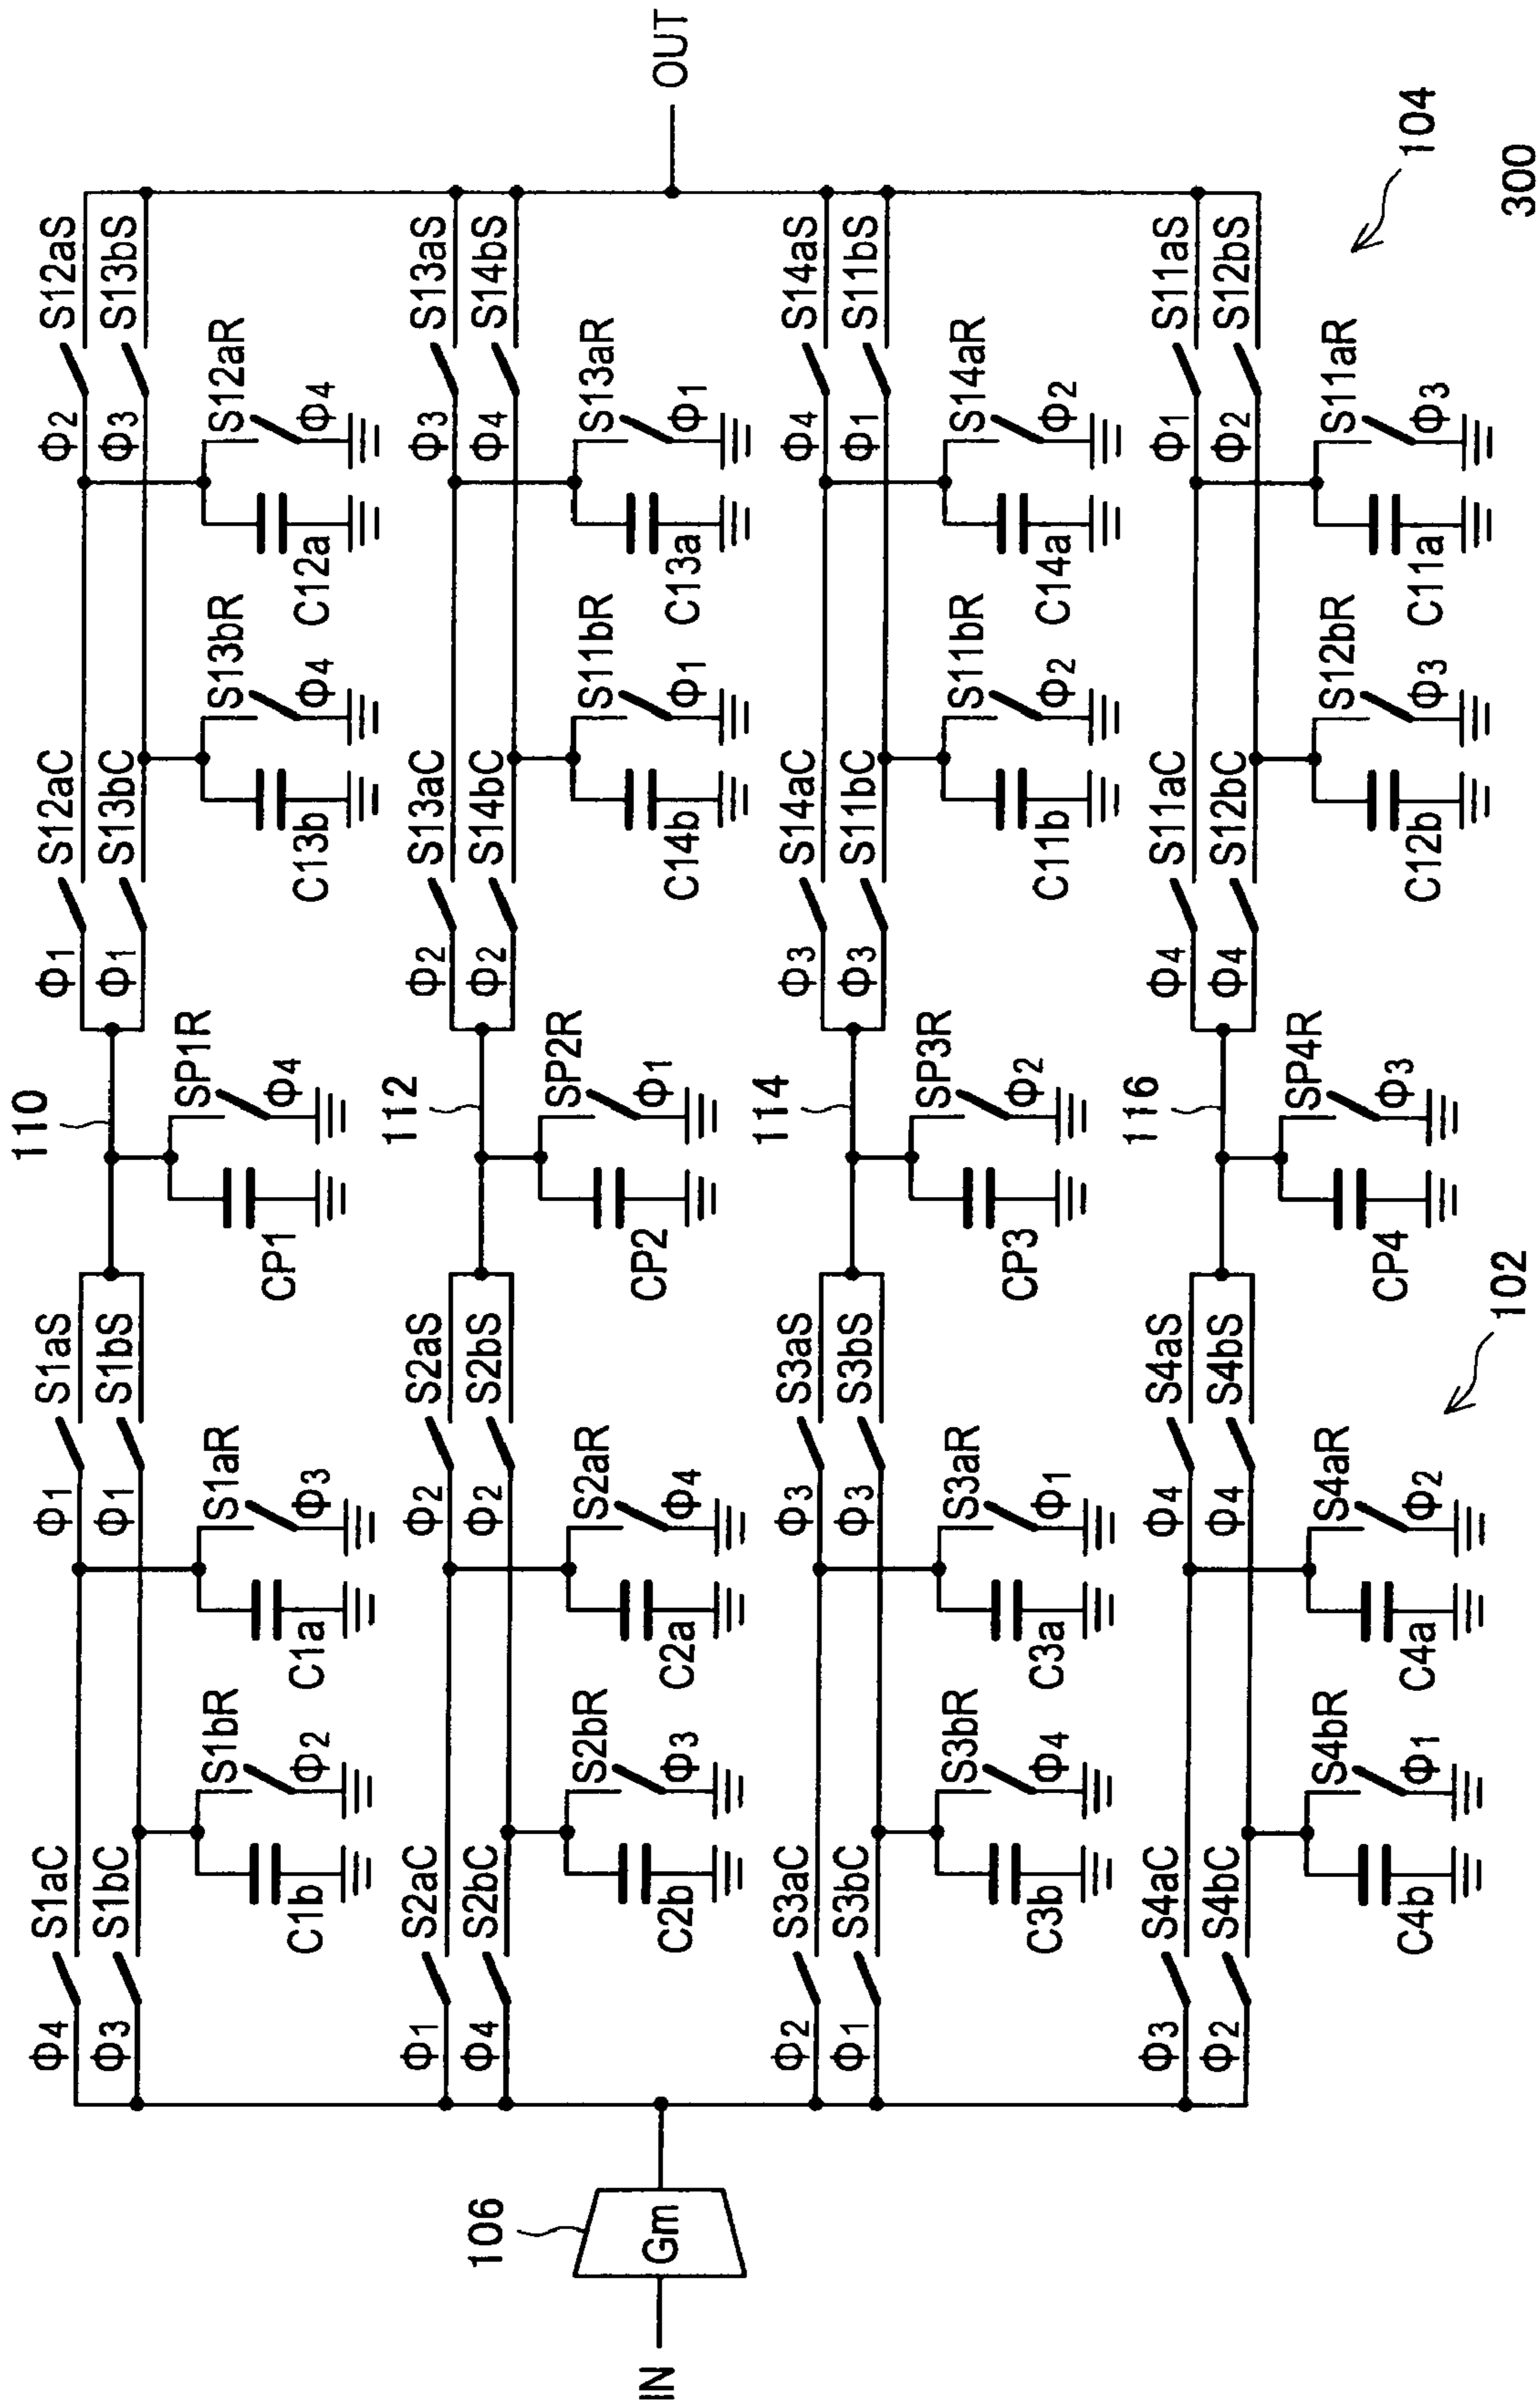 110
112
114
116
Φ4 S1aC
Φ1 S1aS
Φ1 S12aC
Φ2 S12aS
Φ3 S1bC
Φ1 S1bS
Φ1 S13bC
Φ3 S13bS
C1b S1bR Φ2
C1a S1aR Φ3
CP1 SP1R Φ4
C13b S13bR Φ4
C12a S12aR Φ4
Φ1 S2aC
Φ2 S2aS
Φ2 S13aC
Φ3 S13aS
Φ4 S2bC
Φ2 S2bS
Φ2 S14bC
Φ4 S14bS
C2b S2bR Φ3
C2a S2aR Φ4
CP2 SP2R Φ1
C14b S11bR Φ1
C13a S13aR Φ1
IN
106
Gm
OUT
Φ2 S3aC
Φ3 S3aS
Φ3 S14aC
Φ4 S14aS
Φ1 S3bC
Φ3 S3bS
Φ3 S11bC
Φ1 S11bS
C3b S3bR Φ4
C3a S3aR Φ1
CP3 SP3R Φ2
C11b S11bR Φ2
C14a S14aR Φ2
Φ3 S4aC
Φ4 S4aS
Φ4 S11aC
Φ1 S11aS
Φ2 S4bC
Φ4 S4bS
Φ4 S12bC
Φ2 S12bS
C4b S4bR Φ1
C4a S4aR Φ2
CP4 SP4R Φ3
C12b S12bR Φ3
C11a S11aR Φ3
102
104
300